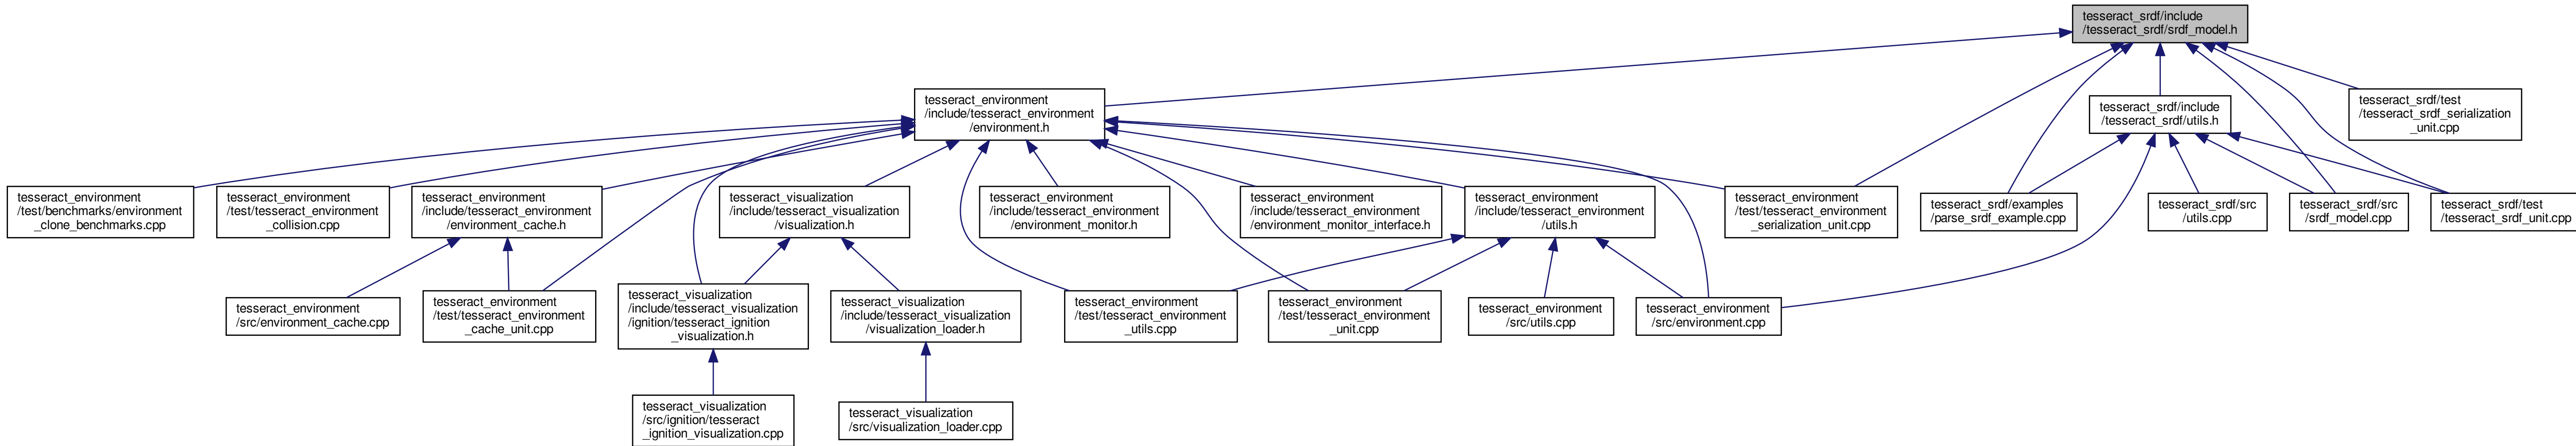 tesseract_srdf/include
/tesseract_srdf/srdf_model.h
tesseract_environment
/include/tesseract_environment
/environment.h
tesseract_srdf/include
/tesseract_srdf/utils.h
tesseract_srdf/test
/tesseract_srdf_serialization
_unit.cpp
tesseract_environment
/test/benchmarks/environment
_clone_benchmarks.cpp
tesseract_environment
/test/tesseract_environment
_collision.cpp
tesseract_environment
/include/tesseract_environment
/environment_cache.h
tesseract_visualization
/include/tesseract_visualization
/visualization.h
tesseract_environment
/include/tesseract_environment
/environment_monitor.h
tesseract_environment
/include/tesseract_environment
/environment_monitor_interface.h
tesseract_environment
/include/tesseract_environment
/utils.h
tesseract_environment
/test/tesseract_environment
_serialization_unit.cpp
tesseract_srdf/examples
/parse_srdf_example.cpp
tesseract_srdf/src
/utils.cpp
tesseract_srdf/src
/srdf_model.cpp
tesseract_srdf/test
/tesseract_srdf_unit.cpp
tesseract_environment
/src/environment_cache.cpp
tesseract_environment
/test/tesseract_environment
_cache_unit.cpp
tesseract_visualization
/include/tesseract_visualization
/ignition/tesseract_ignition
_visualization.h
tesseract_visualization
/include/tesseract_visualization
/visualization_loader.h
tesseract_environment
/test/tesseract_environment
_utils.cpp
tesseract_environment
/test/tesseract_environment
_unit.cpp
tesseract_environment
/src/utils.cpp
tesseract_environment
/src/environment.cpp
tesseract_visualization
/src/ignition/tesseract
_ignition_visualization.cpp
tesseract_visualization
/src/visualization_loader.cpp